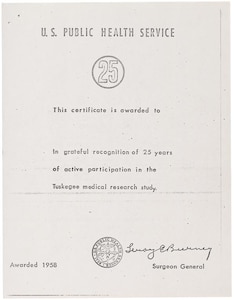 U. S. PUBLIC HEALTH SERVICE
25
This certificate is awarded to
In grateful recognition of 25 years
of active participation in the
Tuskegee medical research study.
Awarded 1958
Surgeon General